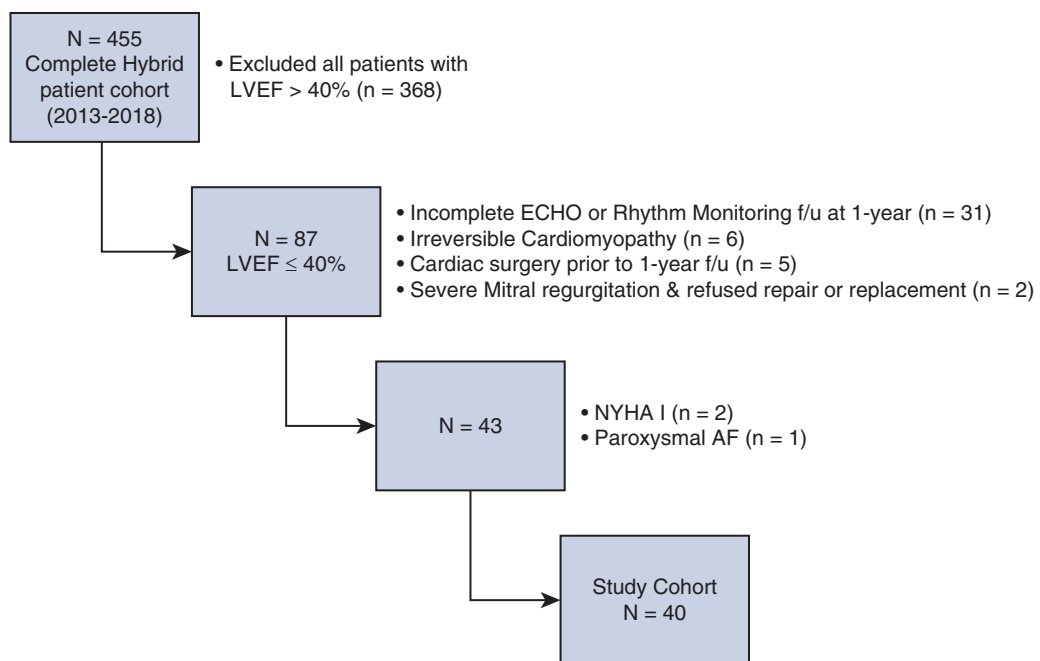 N = 455
Complete Hybrid
patient cohort
(2013-2018)
• Excluded all patients with
LVEF > 40% (n = 368)
N = 87
LVEF ≤ 40%
• Incomplete ECHO or Rhythm Monitoring f/u at 1-year (n = 31)
• Irreversible Cardiomyopathy (n = 6)
• Cardiac surgery prior to 1-year f/u (n = 5)
• Severe Mitral regurgitation & refused repair or replacement (n = 2)
N = 43
• NYHA I (n = 2)
• Paroxysmal AF (n = 1)
Study Cohort
N = 40